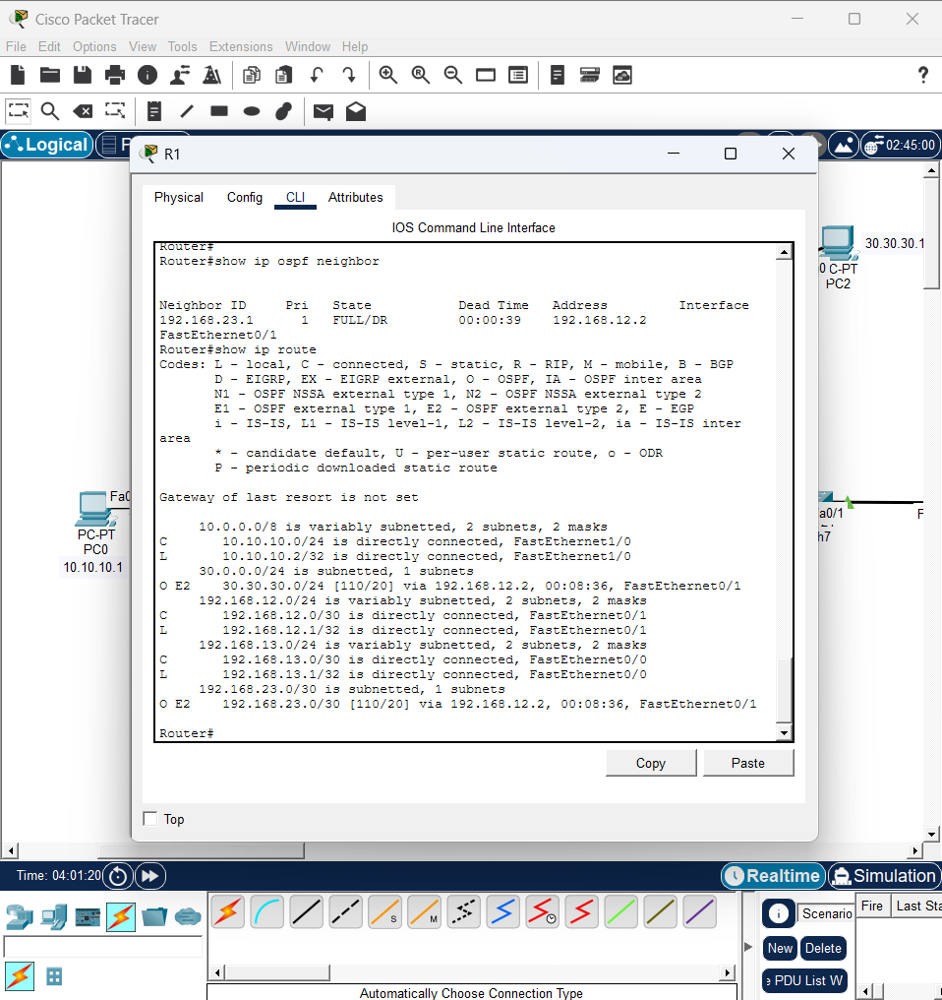 Cisco Packet Tracer
File Edit Options View Tools Extensions Window Help
?
Logical
P
02:45:00
R1
Physical Config CLI Attributes
IOS Command Line Interface
Router#
Router#show ip ospf neighbor
Neighbor ID Pri State Dead Time Address Interface
192.168.23.1 1 FULL/DR 00:00:39 192.168.12.2
FastEthernet0/1
Router#show ip route
Codes: L - local, C - connected, S - static, R - RIP, M - mobile, B - BGP
D - EIGRP, EX - EIGRP external, O - OSPF, IA - OSPF inter area
N1 - OSPF NSSA external type 1, N2 - OSPF NSSA external type 2
E1 - OSPF external type 1, E2 - OSPF external type 2, E - EGP
i - IS-IS, L1 - IS-IS level-1, L2 - IS-IS level-2, ia - IS-IS inter
area
* - candidate default, U - per-user static route, o - ODR
P - periodic downloaded static route
Gateway of last resort is not set
10.0.0.0/8 is variably subnetted, 2 subnets, 2 masks
C 10.10.10.0/24 is directly connected, FastEthernet1/0
L 10.10.10.2/32 is directly connected, FastEthernet1/0
30.0.0.0/24 is subnetted, 1 subnets
O E2 30.30.30.0/24 [110/20] via 192.168.12.2, 00:08:36, FastEthernet0/1
192.168.12.0/24 is variably subnetted, 2 subnets, 2 masks
C 192.168.12.0/30 is directly connected, FastEthernet0/1
L 192.168.12.1/32 is directly connected, FastEthernet0/1
192.168.13.0/24 is variably subnetted, 2 subnets, 2 masks
C 192.168.13.0/30 is directly connected, FastEthernet0/0
L 192.168.13.1/32 is directly connected, FastEthernet0/0
192.168.23.0/30 is subnetted, 1 subnets
O E2 192.168.23.0/30 [110/20] via 192.168.12.2, 00:08:36, FastEthernet0/1
Router#
Copy Paste
Top
30.30.30.1
0 C-PT
PC2
Fa0
PC-PT
PC0
10.10.10.1
a0/1
F
h7
Time: 04:01:20
Realtime
Simulation
S
M
Scenario
New Delete
e PDU List W
Fire Last Sta
Automatically Choose Connection Type